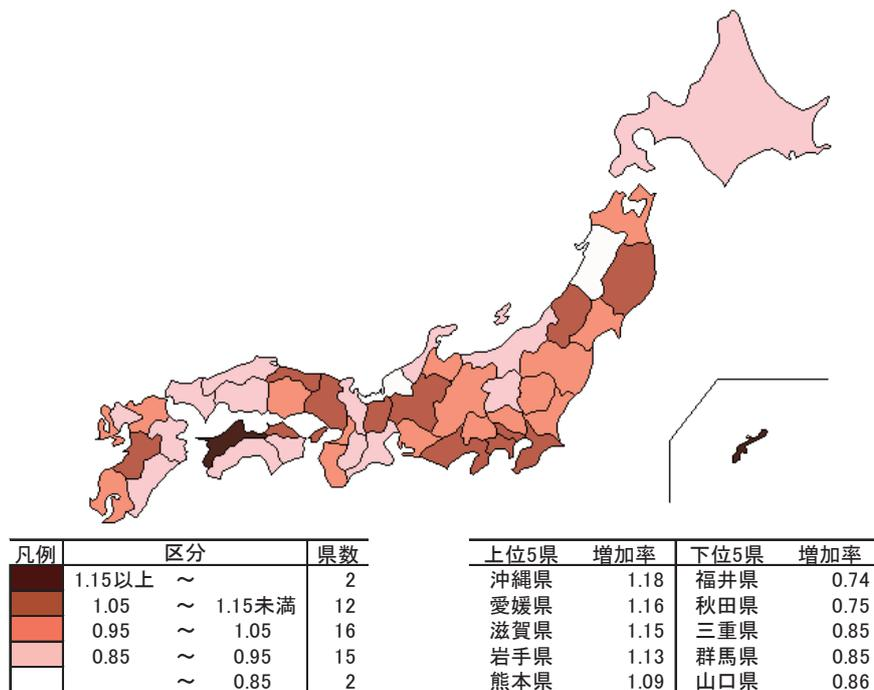 凡例 区分 県数
1.15以上 ～ 2
1.05 ～ 1.15未満 12
0.95 ～ 1.05 16
0.85 ～ 0.95 15
～ 0.85 2
上位5県 増加率 下位5県 増加率
沖縄県 1.18 福井県 0.74
愛媛県 1.16 秋田県 0.75
滋賀県 1.15 三重県 0.85
岩手県 1.13 群馬県 0.85
熊本県 1.09 山口県 0.86